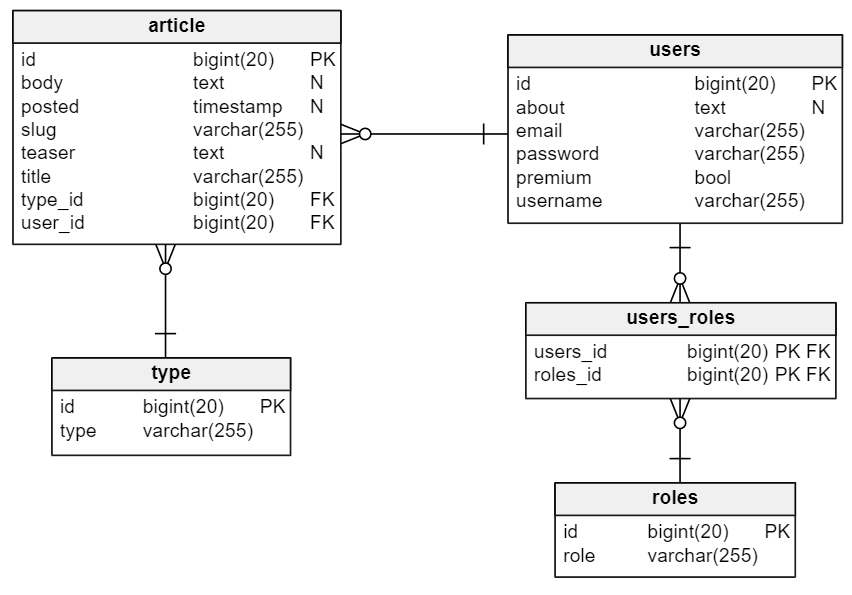 article
id bigint(20) PK
body text N
posted timestamp N
slug varchar(255)
teaser text N
title varchar(255)
type_id bigint(20) FK
user_id bigint(20) FK
users
id bigint(20) PK
about text N
email varchar(255)
password varchar(255)
premium bool
username varchar(255)
users_roles
users_id bigint(20) PK FK
roles_id bigint(20) PK FK
type
id bigint(20) PK
type varchar(255)
roles
id bigint(20) PK
role varchar(255)